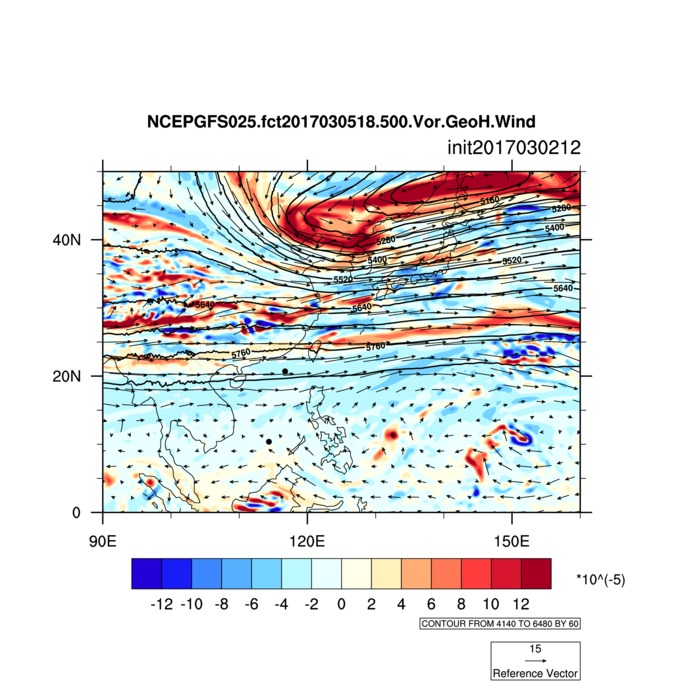 NCEPGFS025.fct2017030518.500.Vor.GeoH.Wind
init2017030212
5160
5280
5400
40N
5280
5400
5520
5520
5640
5640
5640
5760
5760
20N
0
90E 120E 150E
-12 -10 -8 -6 -4 -2 0 2 4 6 8 10 12
*10^(-5)
CONTOUR FROM 4140 TO 6480 BY 60
15
Reference Vector